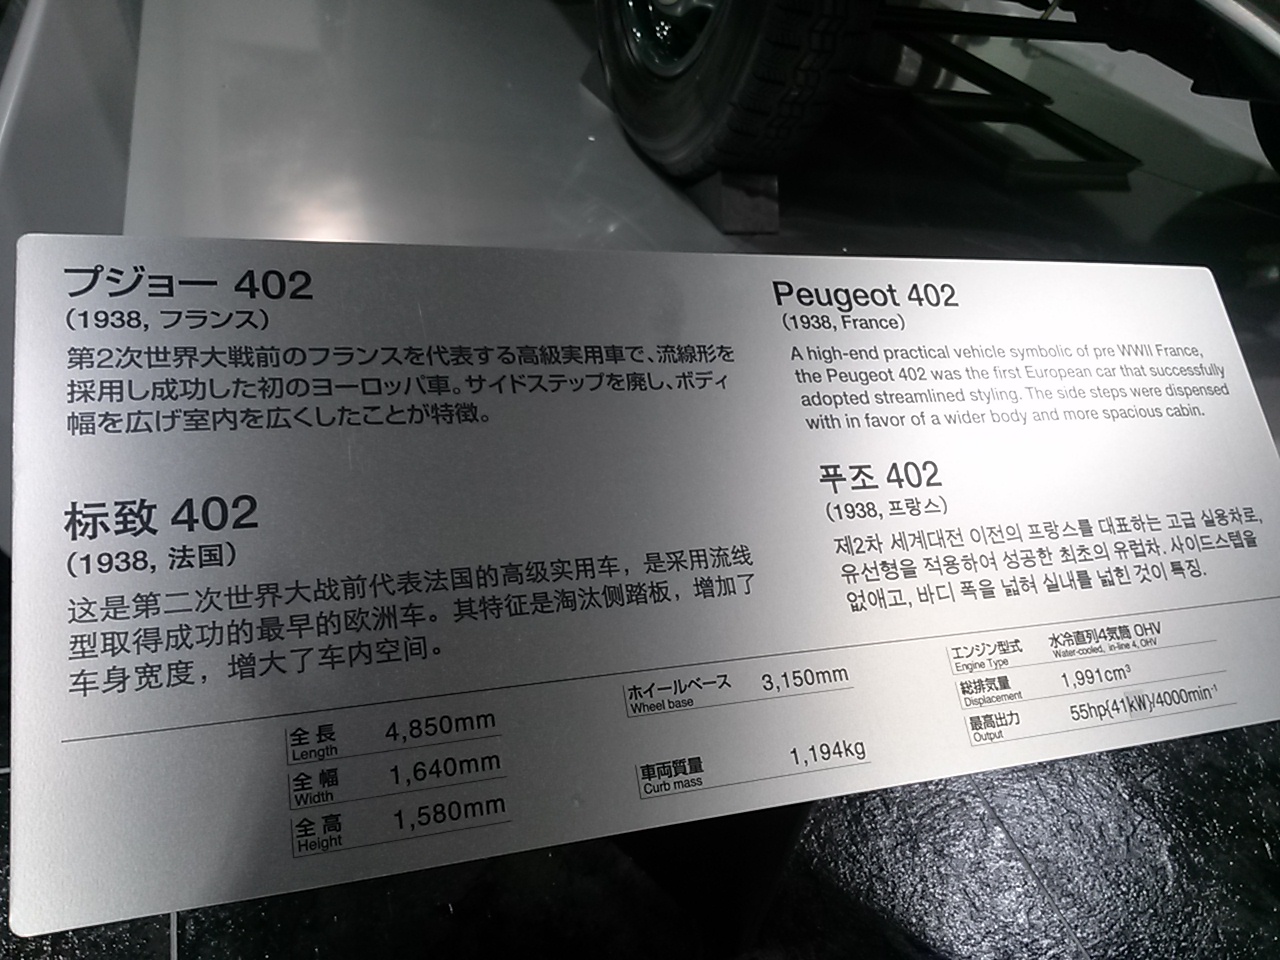 プジョー 402
(1938, フランス)
第2次世界大戦前のフランスを代表する高級実用車で、流線形を
採用し成功した初のヨーロッパ車。サイドステップを廃し、ボディ
幅を広げ室内を広くしたことが特徴。
Peugeot 402
(1938, France)
A high-end practical vehicle symbolic of pre WWII France,
the Peugeot 402 was the first European car that successfully
adopted streamlined styling. The side steps were dispensed
with in favor of a wider body and more spacious cabin.
标致 402
(1938, 法国)
这是第二次世界大战前代表法国的高级实用车，是采用流线
型取得成功的最早的欧洲车。其特征是淘汰侧踏板，增加了
车身宽度，增大了车内空间。
푸조 402
(1938, 프랑스)
제2차 세계대전 이전의 프랑스를 대표하는 고급 실용차로,
유선형을 적용하여 성공한 최초의 유럽차. 사이드스텝을
없애고, 바디 폭을 넓혀 실내를 넓힌 것이 특징.
全長 4,850mm
Length
全幅 1,640mm
Width
全高 1,580mm
Height
ホイールベース 3,150mm
Wheel base
車両質量 1,194kg
Curb mass
エンジン型式 水冷直列4気筒 OHV
Engine Type Water-cooled, in-line 4, OHV
総排気量 1,991cm³
Displacement
最高出力 55hp{41kW}/4000min⁻¹
Output